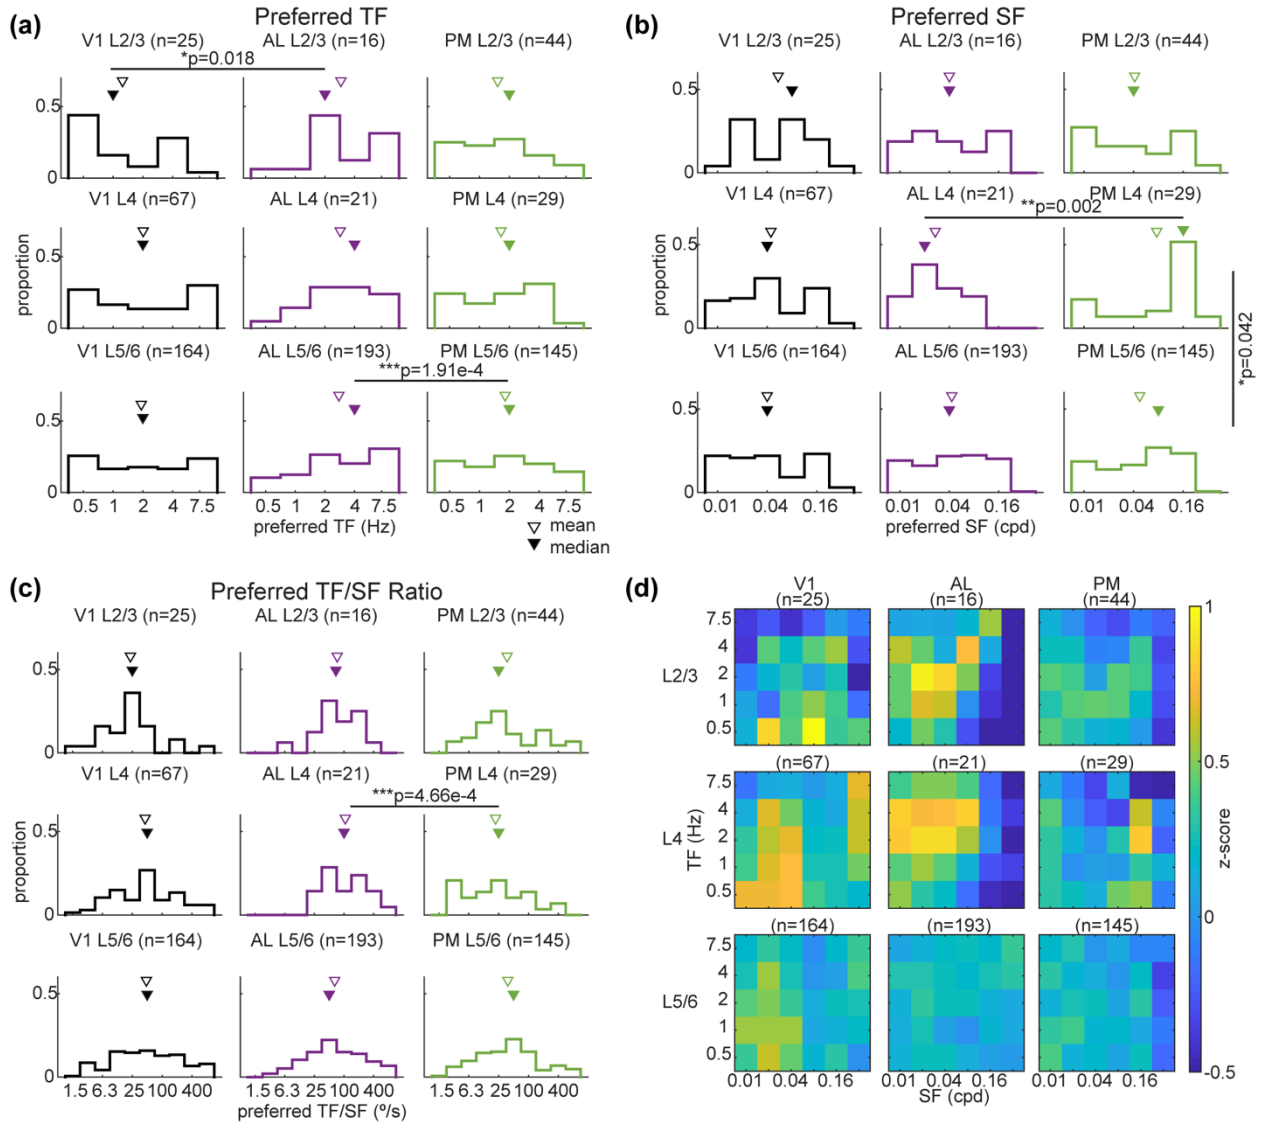 (a)
Preferred TF
V1 L2/3 (n=25)
AL L2/3 (n=16)
PM L2/3 (n=44)
*p=0.018
0.5
0
V1 L4 (n=67)
AL L4 (n=21)
PM L4 (n=29)
0.5
proportion
0
V1 L5/6 (n=164)
AL L5/6 (n=193)
PM L5/6 (n=145)
***p=1.91e-4
0.5
0
0.5 1 2 4 7.5
0.5 1 2 4 7.5
0.5 1 2 4 7.5
preferred TF (Hz)
mean
median
(b)
Preferred SF
V1 L2/3 (n=25)
AL L2/3 (n=16)
PM L2/3 (n=44)
0.5
0
V1 L4 (n=67)
AL L4 (n=21)
PM L4 (n=29)
**p=0.002
0.5
proportion
0
*p=0.042
V1 L5/6 (n=164)
AL L5/6 (n=193)
PM L5/6 (n=145)
0.5
0
0.01 0.04 0.16
0.01 0.04 0.16
0.01 0.04 0.16
preferred SF (cpd)
(c)
Preferred TF/SF Ratio
V1 L2/3 (n=25)
AL L2/3 (n=16)
PM L2/3 (n=44)
0.5
0
V1 L4 (n=67)
AL L4 (n=21)
PM L4 (n=29)
***p=4.66e-4
0.5
proportion
0
V1 L5/6 (n=164)
AL L5/6 (n=193)
PM L5/6 (n=145)
0.5
0
1.5 6.3 25 100 400
1.5 6.3 25 100 400
1.5 6.3 25 100 400
preferred TF/SF (º/s)
(d)
V1
(n=25)
AL
(n=16)
PM
(n=44)
L2/3
7.5
4
2
1
0.5
(n=67)
(n=21)
(n=29)
L4
TF (Hz)
7.5
4
2
1
0.5
(n=164)
(n=193)
(n=145)
L5/6
7.5
4
2
1
0.5
0.01 0.04 0.16
0.01 0.04 0.16
0.01 0.04 0.16
SF (cpd)
1
0.5
0
-0.5
z-score